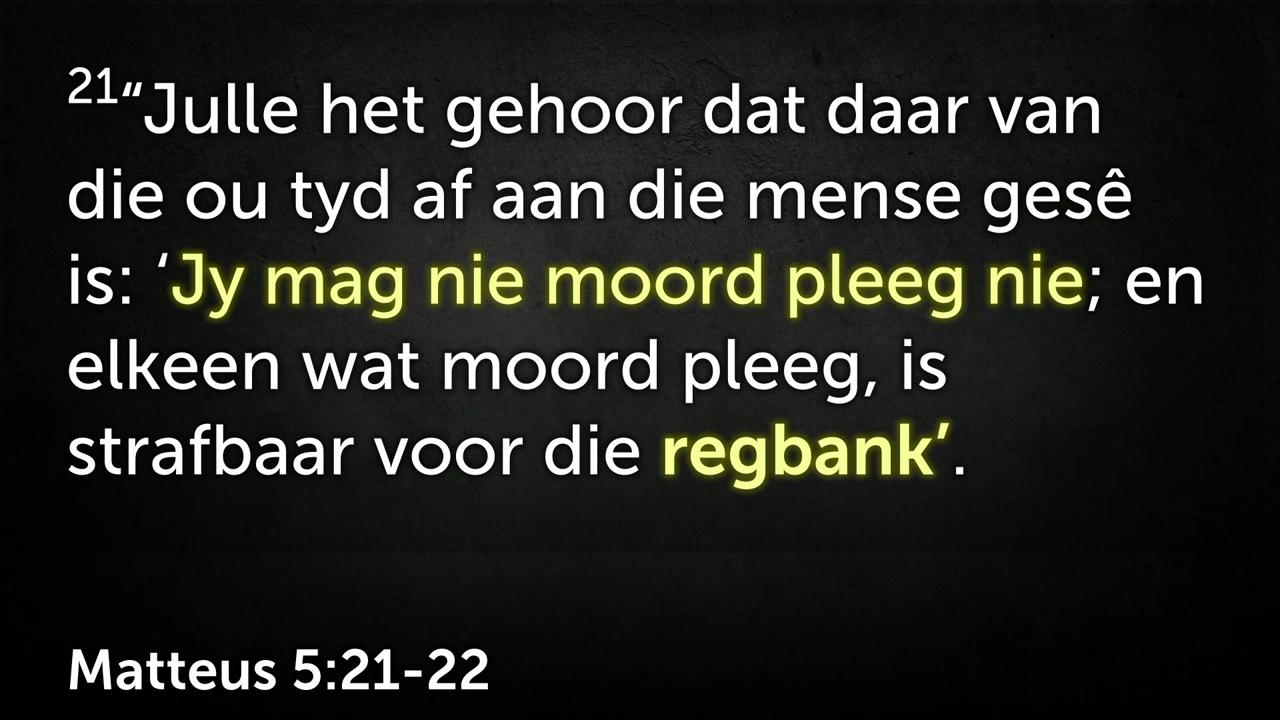 21“Julle het gehoor dat daar van
die ou tyd af aan die mense gesê
is: ‘Jy mag nie moord pleeg nie; en
elkeen wat moord pleeg, is
strafbaar voor die regbank’.
Matteus 5:21-22